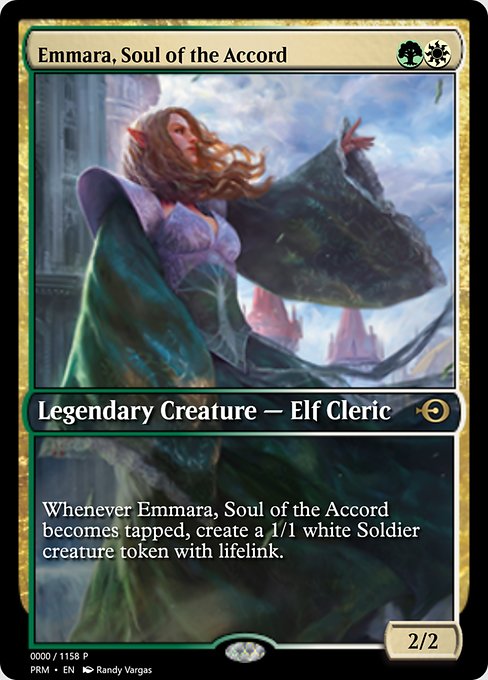 Emmara, Soul of the Accord
Legendary Creature — Elf Cleric
Whenever Emmara, Soul of the Accord
becomes tapped, create a 1/1 white Soldier
creature token with lifelink.
2/2
0000 / 1158 P
PRM • EN Randy Vargas